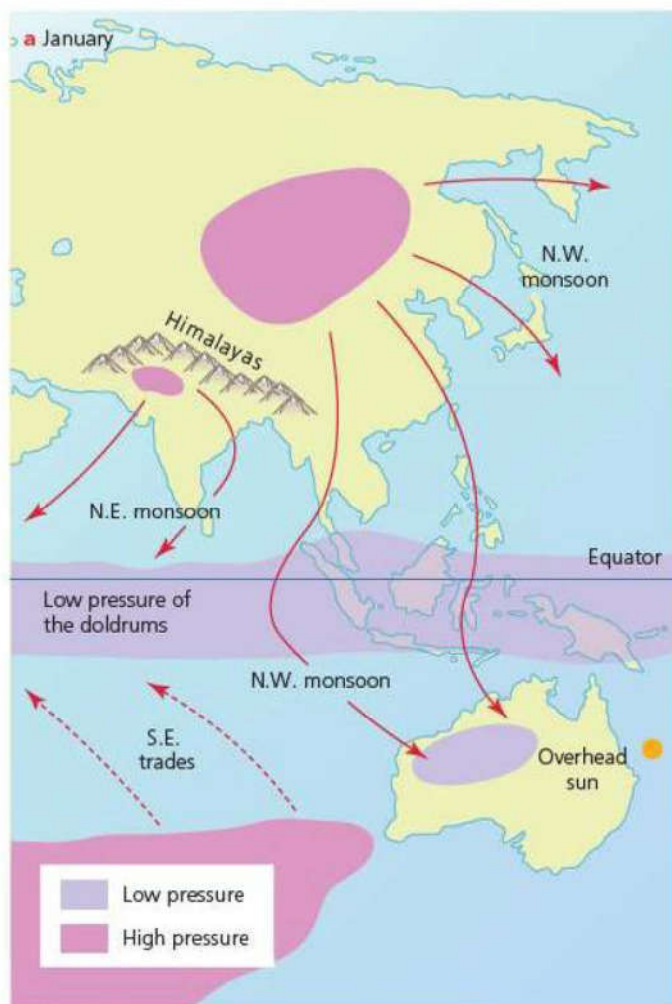 a January
Himalayas
N.W.
monsoon
N.E. monsoon
Equator
Low pressure of
the doldrums
N.W. monsoon
S.E.
trades
Overhead
sun
Low pressure
High pressure